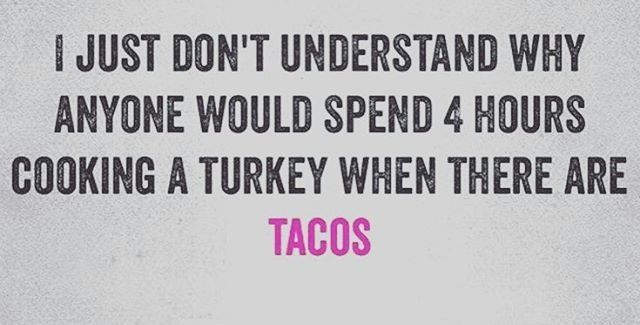 I JUST DON'T UNDERSTAND WHY
ANYONE WOULD SPEND 4 HOURS
COOKING A TURKEY WHEN THERE ARE
TACOS